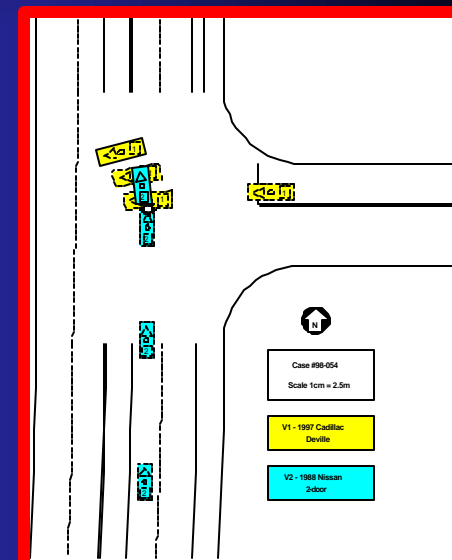 N
Case #98-054
Scale 1cm = 2.5m
V1 - 1997 Cadillac
Deville
V2 - 1988 Nissan
2-door